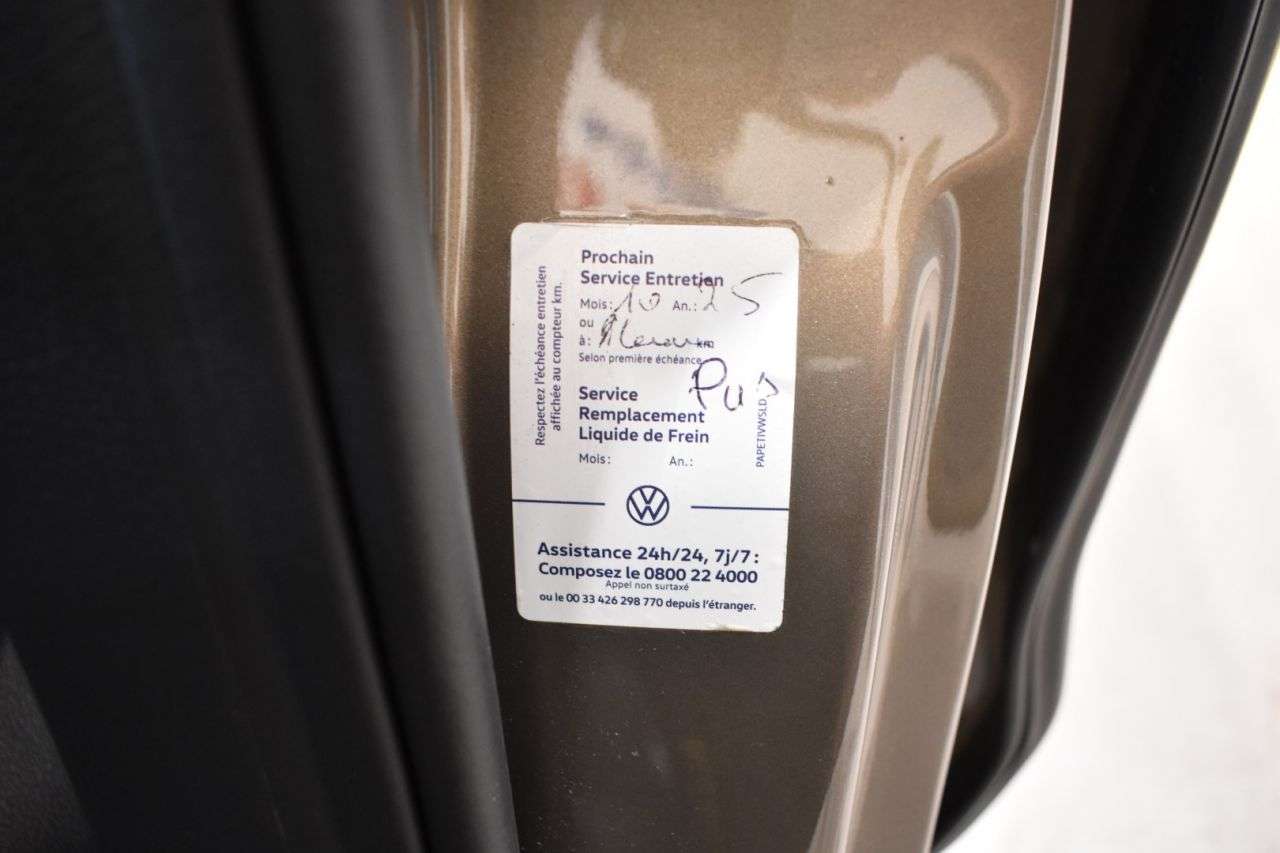 Respectez l'échéance entretien
affichée au compteur km.
Prochain
Service Entretien
Mois: 10 An.: 25
ou
à: km
Selon première échéance
Service
Remplacement
Liquide de Frein
Mois: An.:
PAPETIVWSLD
Assistance 24h/24, 7j/7 :
Composez le 0800 22 4000
Appel non surtaxé
ou le 00 33 426 298 770 depuis l'étranger.